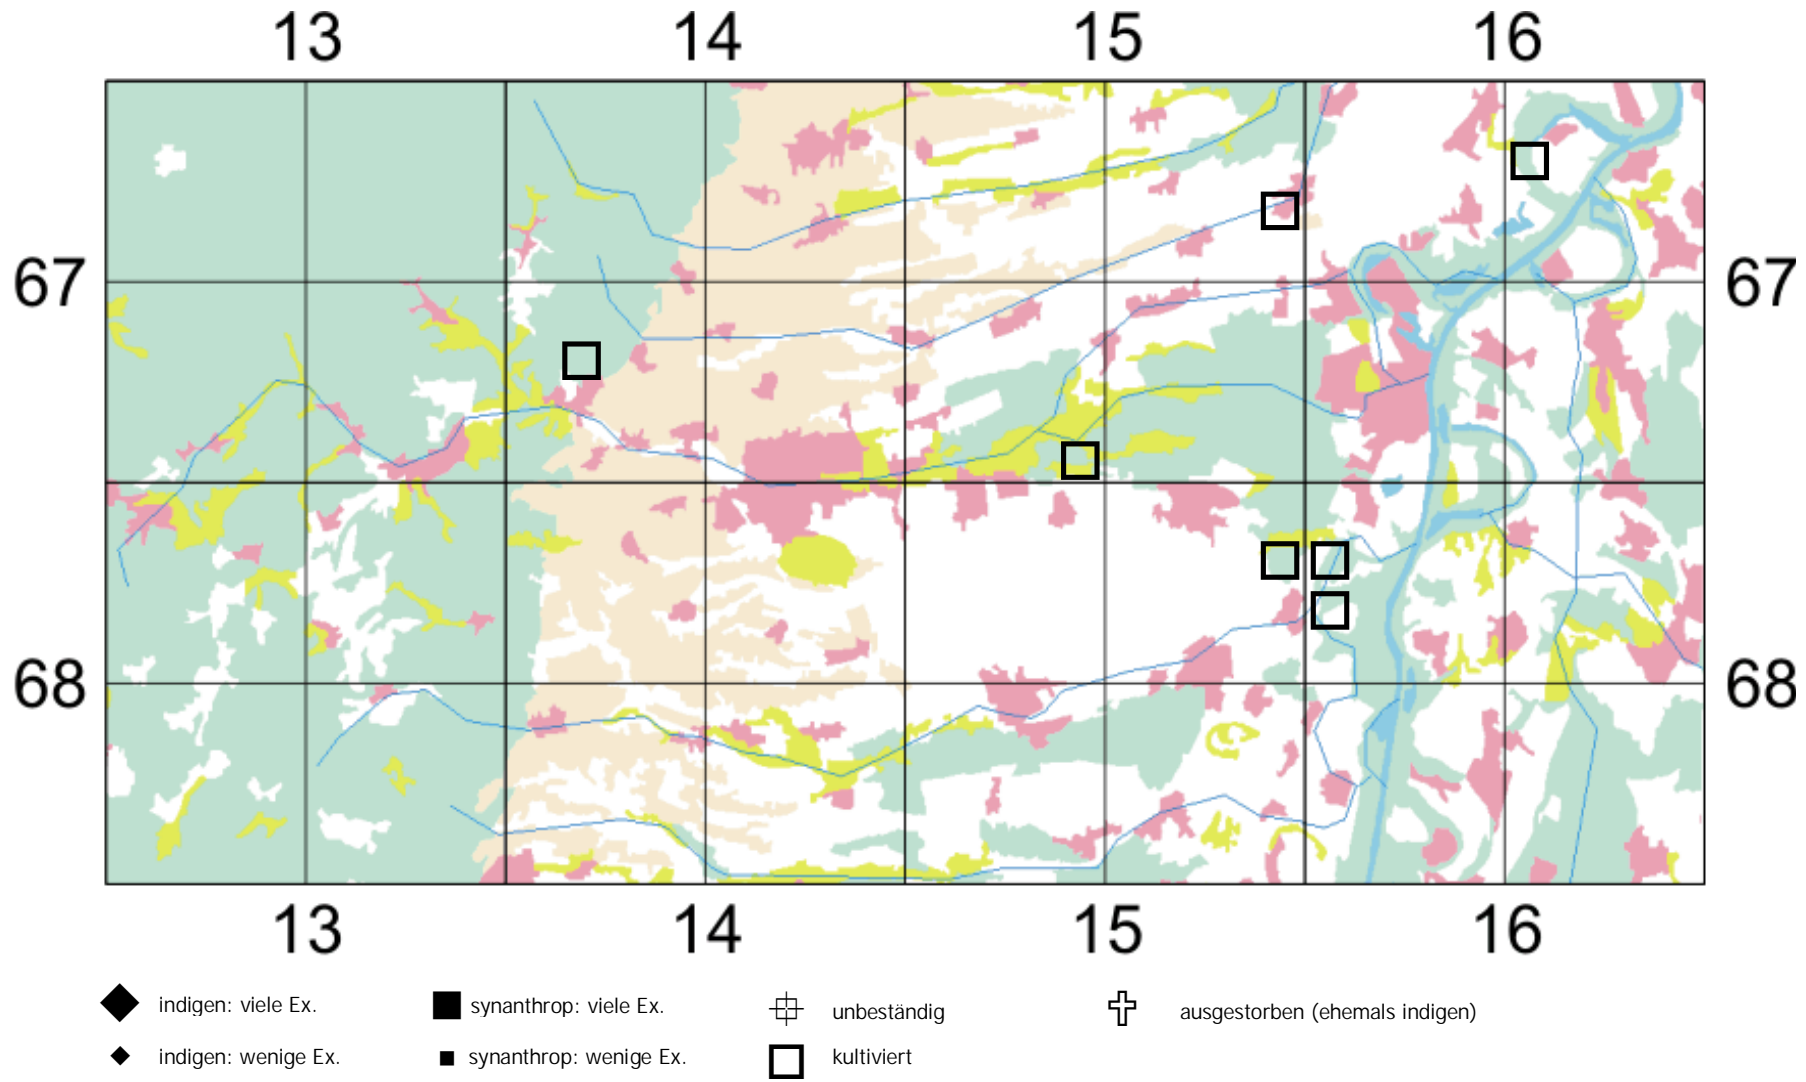 13 14 15 16
67 67
68 68
13 14 15 16
indigen: viele Ex. synanthrop: viele Ex. unbeständig ausgestorben (ehemals indigen)
indigen: wenige Ex. synanthrop: wenige Ex. kultiviert